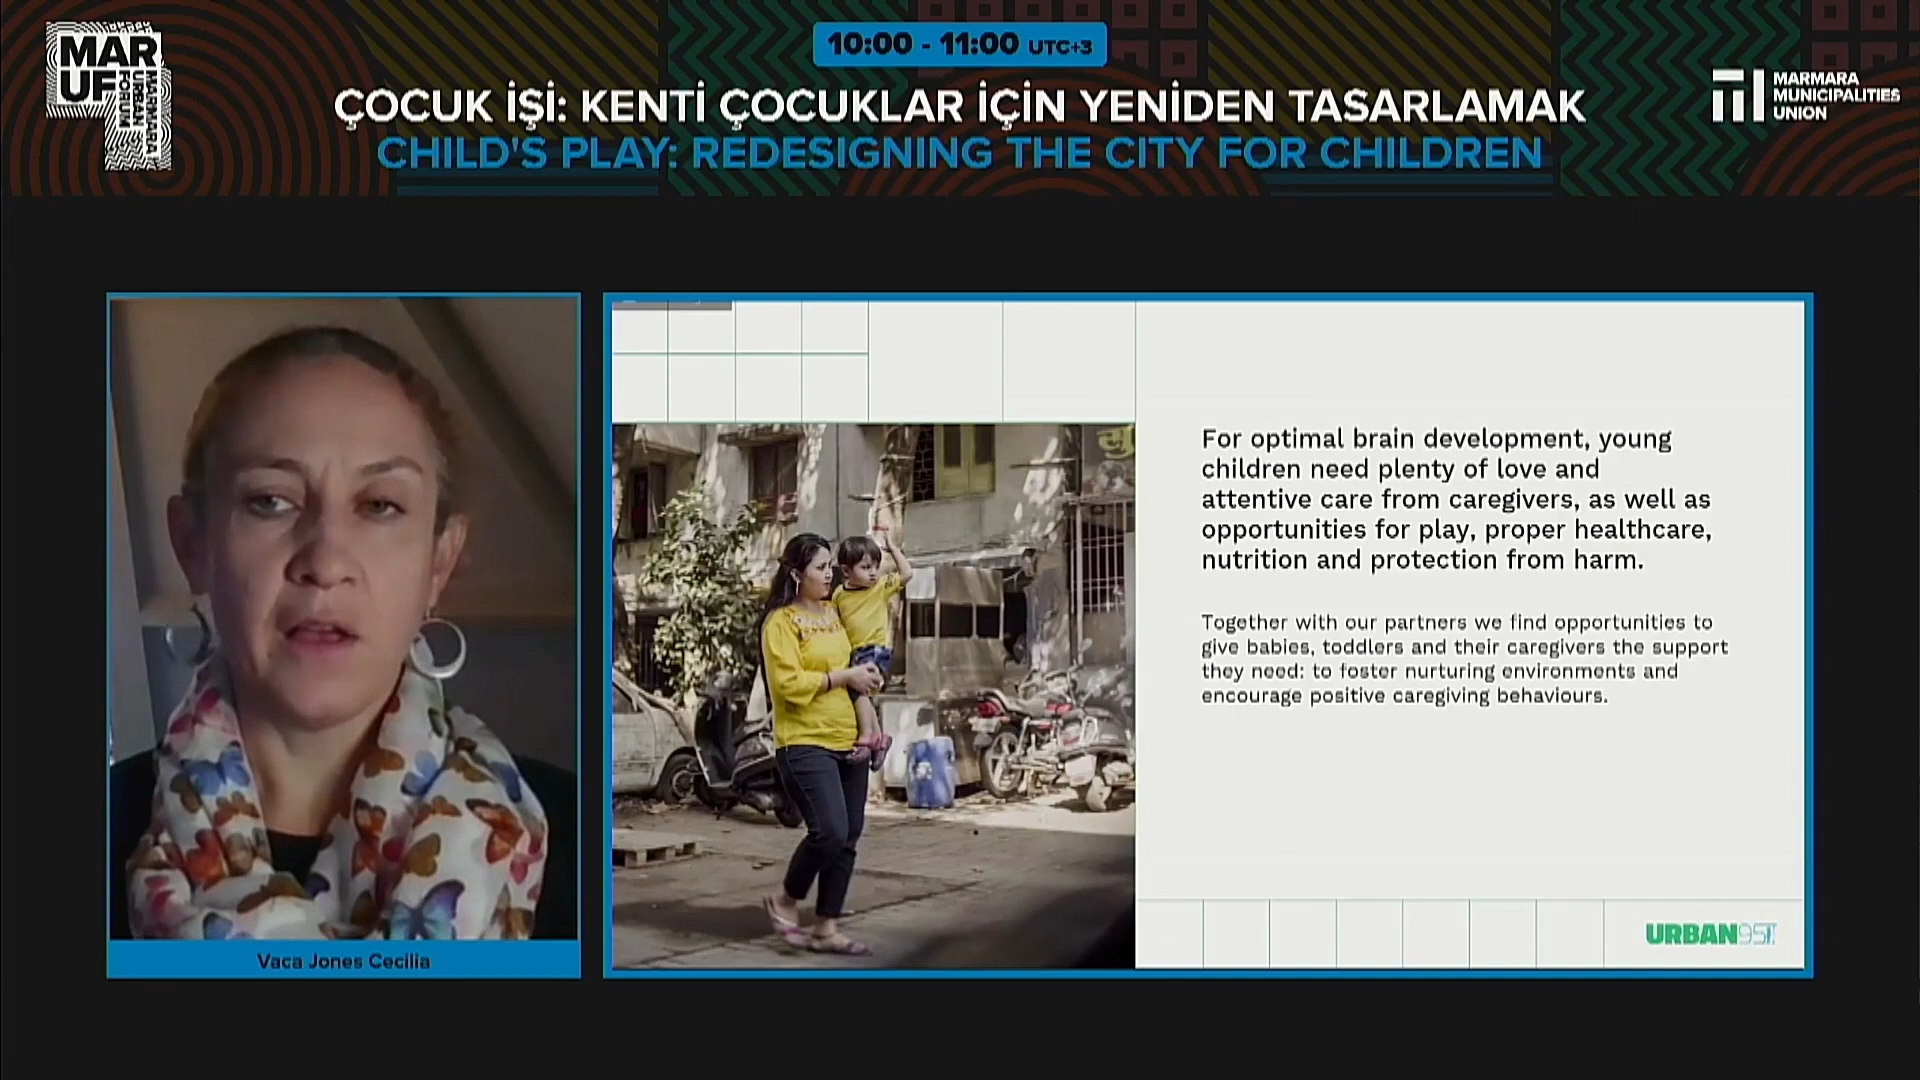 MAR
UF
MARMARA
URBAN
FORUM
10:00 - 11:00 UTC+3
ÇOCUK İŞİ: KENTİ ÇOCUKLAR İÇİN YENİDEN TASARLAMAK
CHILD'S PLAY: REDESIGNING THE CITY FOR CHILDREN
MARMARA
MUNICIPALITIES
UNION
For optimal brain development, young
children need plenty of love and
attentive care from caregivers, as well as
opportunities for play, proper healthcare,
nutrition and protection from harm.
Together with our partners we find opportunities to
give babies, toddlers and their caregivers the support
they need: to foster nurturing environments and
encourage positive caregiving behaviours.
URBAN95
Vaca Jones Cecilia